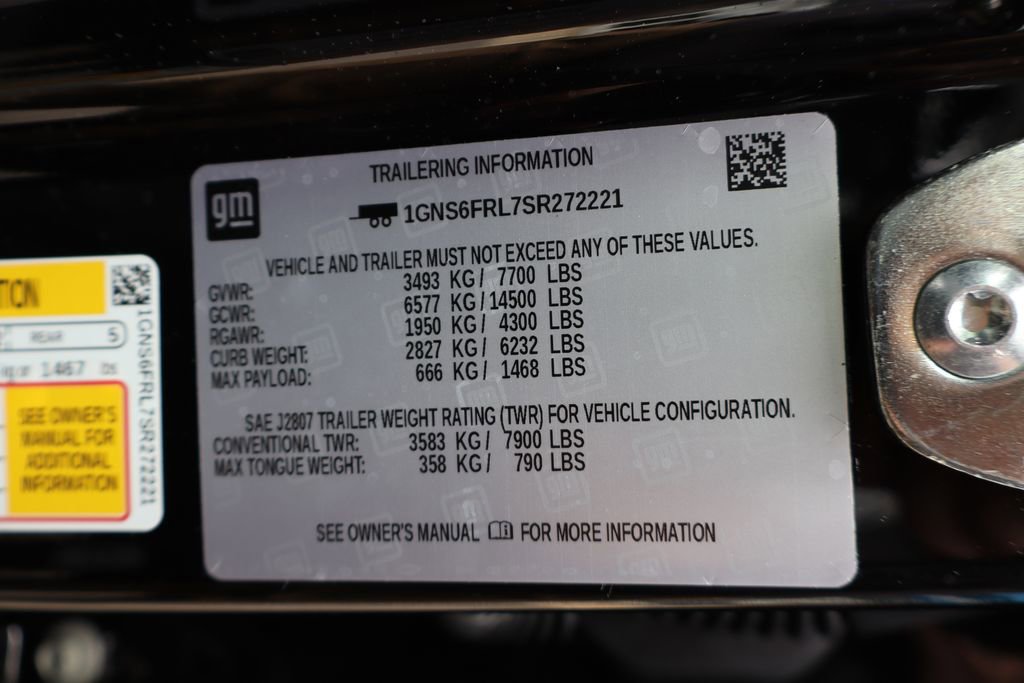 TRAILERING INFORMATION
gm
1GNS6FRL7SR272221
VEHICLE AND TRAILER MUST NOT EXCEED ANY OF THESE VALUES.
GVWR: 3493 KG/ 7700 LBS
GCWR: 6577 KG/14500 LBS
RGAWR: 1950 KG/ 4300 LBS
CURB WEIGHT: 2827 KG/ 6232 LBS
MAX PAYLOAD: 666 KG/ 1468 LBS
SAE J2807 TRAILER WEIGHT RATING (TWR) FOR VEHICLE CONFIGURATION.
CONVENTIONAL TWR: 3583 KG/ 7900 LBS
MAX TONGUE WEIGHT: 358 KG/ 790 LBS
SEE OWNER'S MANUAL FOR MORE INFORMATION
REAR 5
1467 lbs
SEE OWNER'S
MANUAL FOR
ADDITIONAL
INFORMATION
1GNS6FRL7SR272221